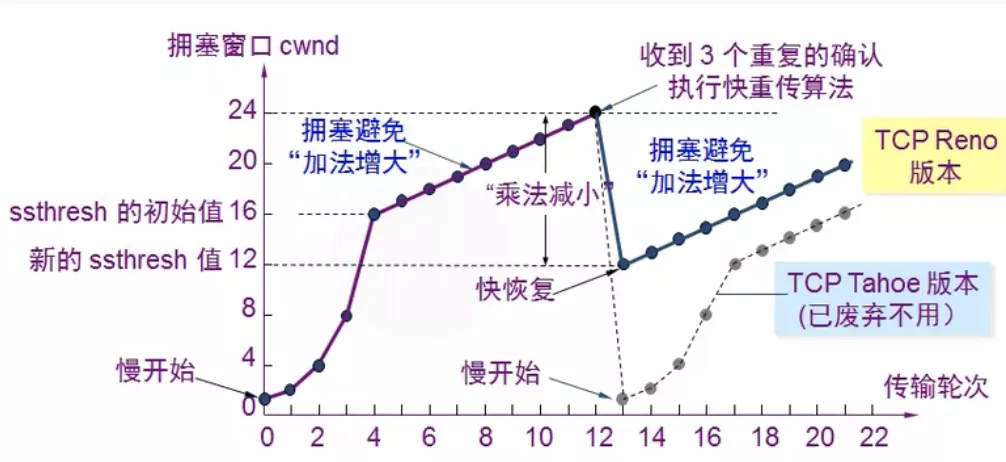 拥塞窗口 cwnd
收到 3 个重复的确认
执行快重传算法
24
拥塞避免
“加法增大”
拥塞避免
“加法增大”
TCP Reno
版本
20
“乘法减小”
ssthresh 的初始值 16
新的 ssthresh 值 12
快恢复
TCP Tahoe 版本
(已废弃不用）
8
慢开始
4
慢开始
传输轮次
0
0 2 4 6 8 10 12 14 16 18 20 22